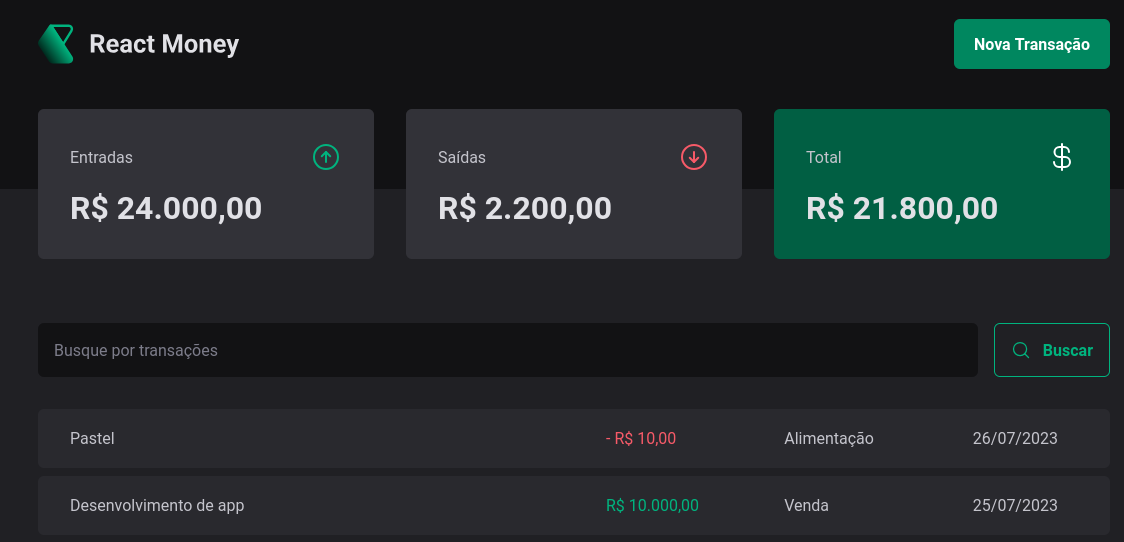 React Money
Nova Transação
Entradas
R$ 24.000,00
Saídas
R$ 2.200,00
Total
$
R$ 21.800,00
Busque por transações
Buscar
Pastel - R$ 10,00 Alimentação 26/07/2023
Desenvolvimento de app R$ 10.000,00 Venda 25/07/2023